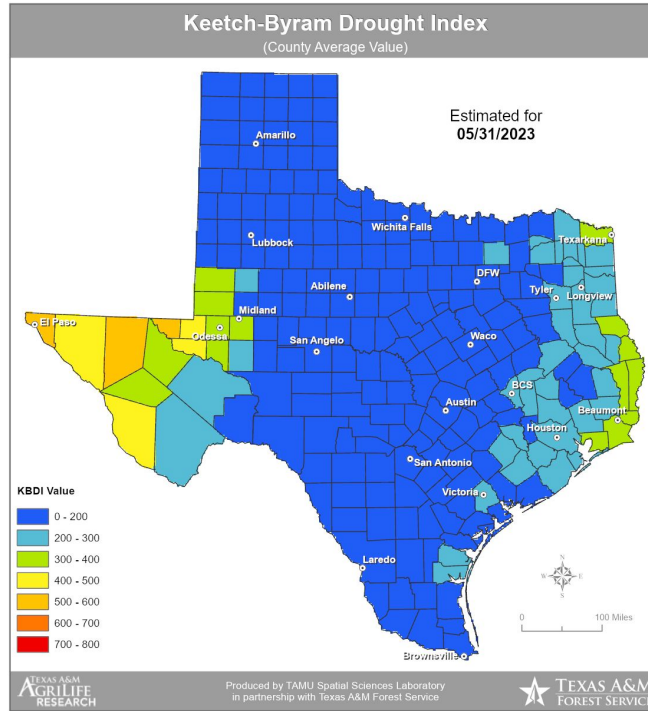 Keetch-Byram Drought Index
(County Average Value)
Estimated for
05/31/2023
Amarillo
Lubbock
Wichita Falls
Texarkana
DFW
Tyler
Longview
Abilene
Midland
Odessa
El Paso
San Angelo
Waco
BCS
Austin
Beaumont
Houston
San Antonio
Victoria
Laredo
Brownsville
KBDI Value
0 - 200
200 - 300
300 - 400
400 - 500
500 - 600
600 - 700
700 - 800
N
W E
S
0 100 Miles
TEXAS A&M
AGRILIFE
RESEARCH
Produced by TAMU Spatial Sciences Laboratory
in partnership with Texas A&M Forest Service
TEXAS A&M
FOREST SERVICE